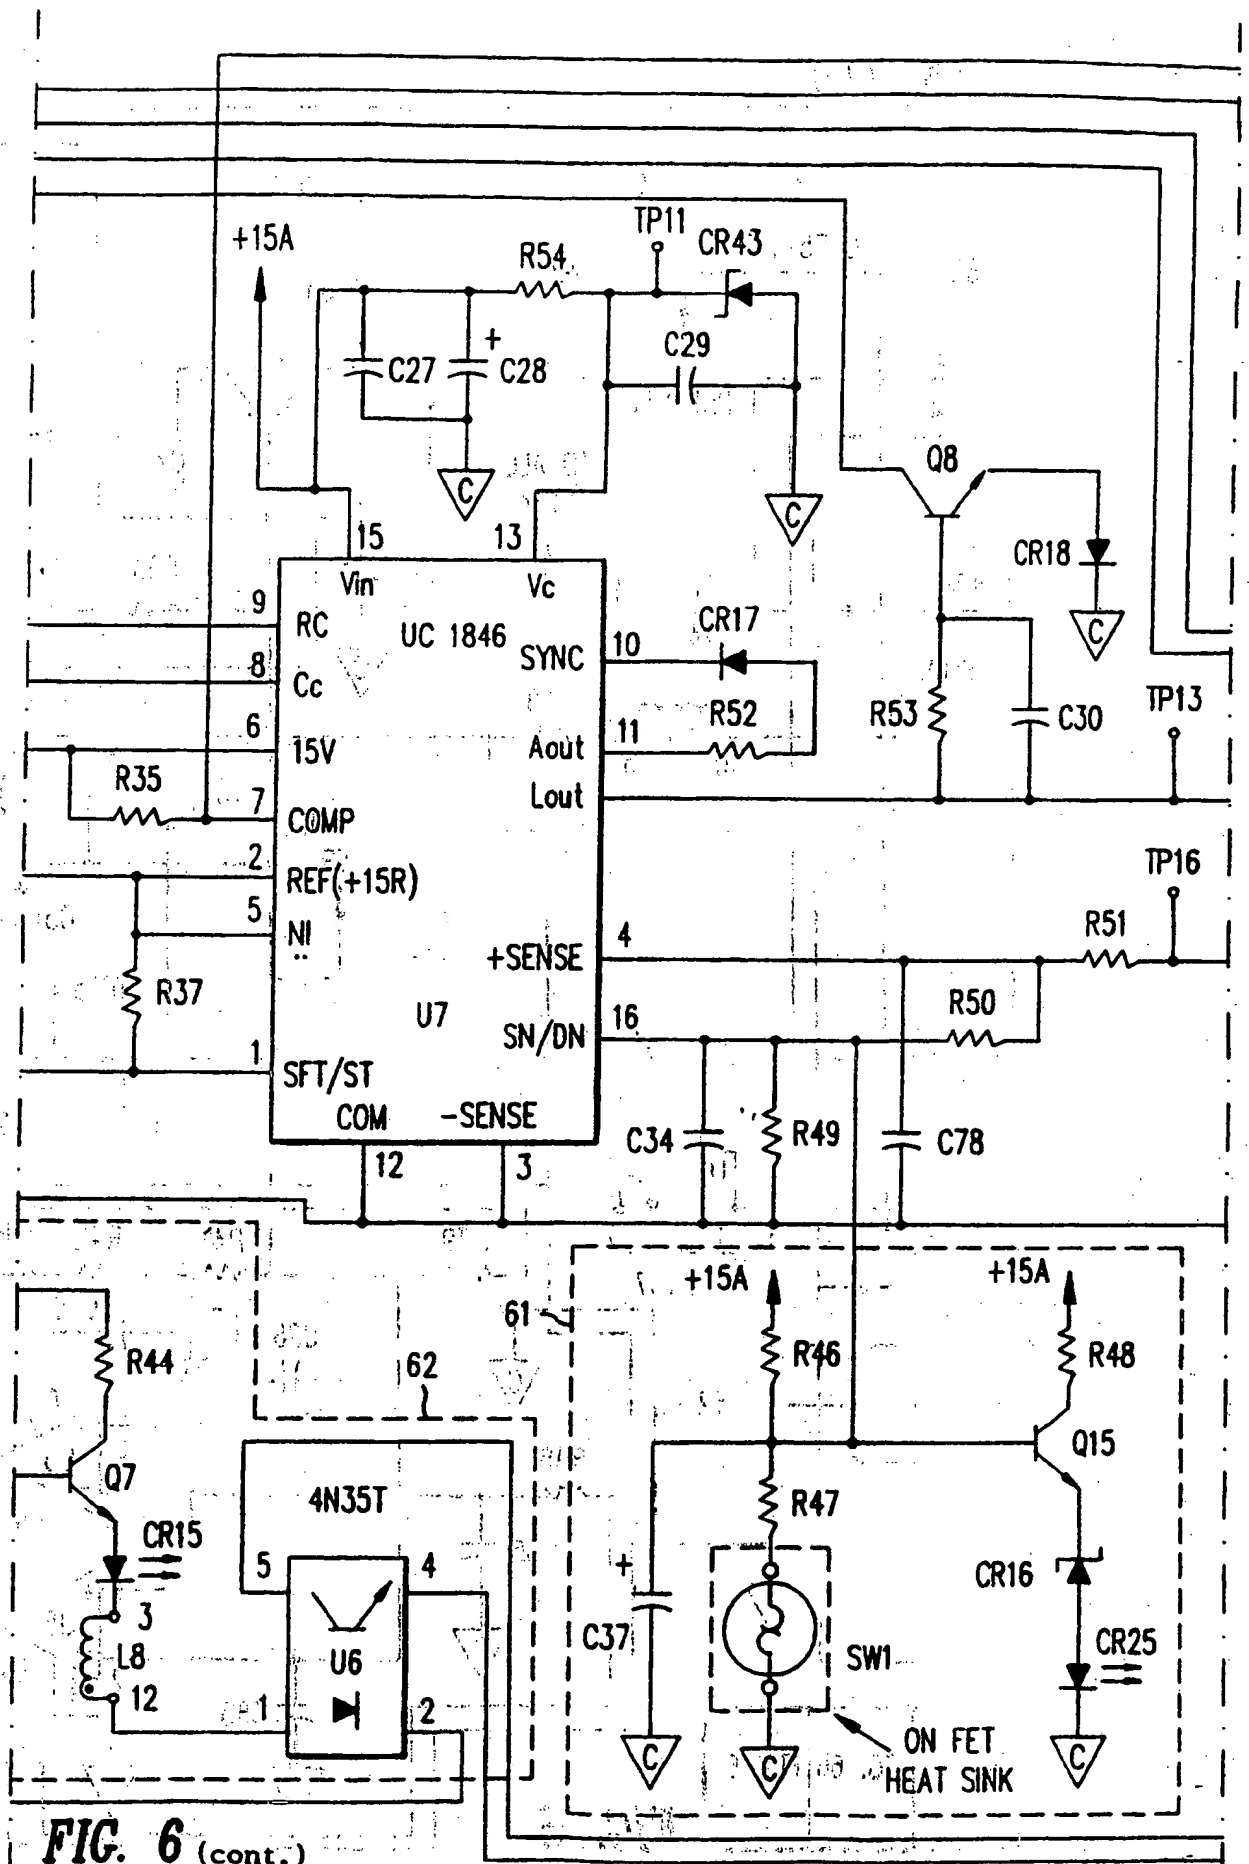 TP11
+15A
R54
CR43
+
C27
C28
C29
C
C
Q8
CR18
C
15
13
Vin
Vc
9
RC
UC 1846
CR17
SYNC
10
8
Cc
6
15V
R52
11
Aout
R53
C30
TP13
R35
7
COMP
Lout
2
REF(+15R)
TP16
5
NI
4
R51
+SENSE
R37
U7
16
SN/DN
R50
1
SFT/ST
COM
-SENSE
C34
R49
C78
12
3
+15A
+15A
61
R44
62
R46
R48
Q7
Q15
4N35T
R47
CR15
5
4
+
CR16
3
C37
L8
U6
SW1
CR25
12
1
2
C
C
C
ON FET
HEAT SINK
FIG. 6 (cont.)